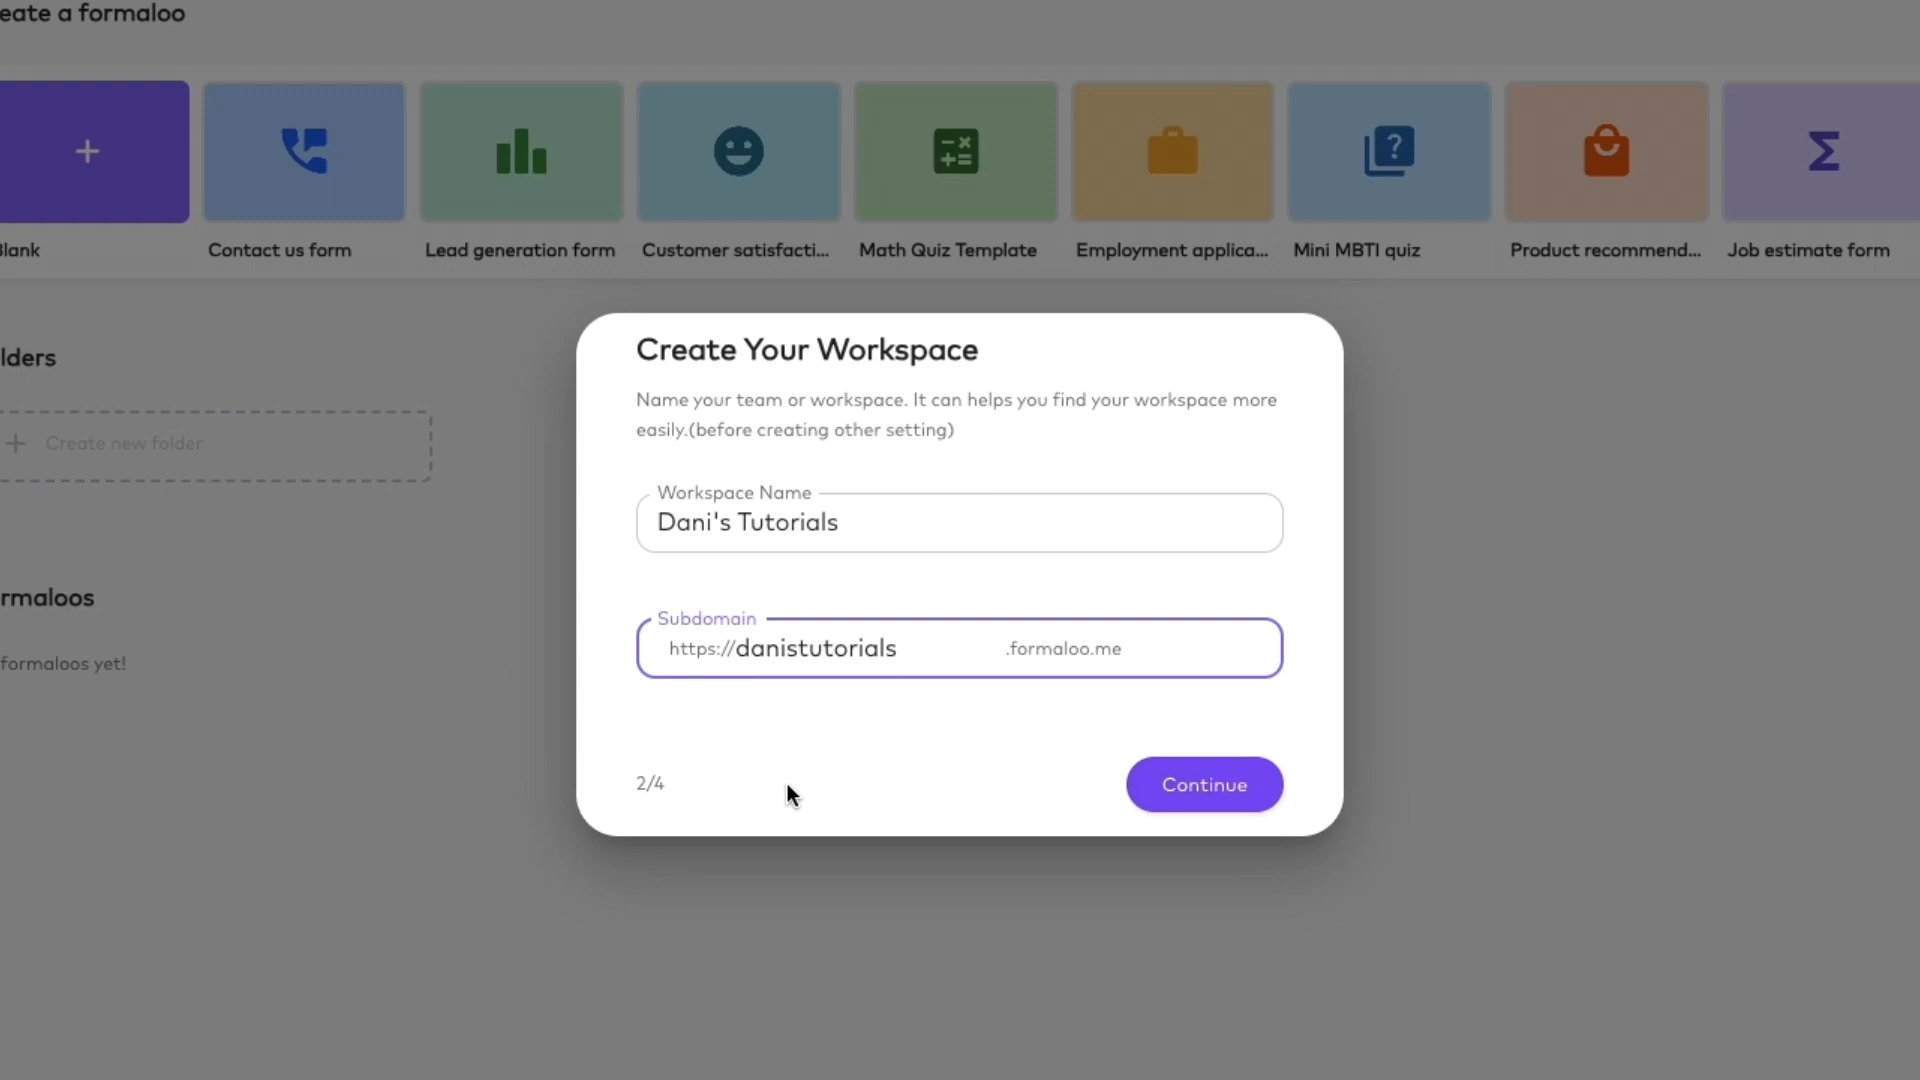 eate a formaloo
Blank
Contact us form
Lead generation form
Customer satisfacti...
Math Quiz Template
Employment applica...
Mini MBTI quiz
Product recommend...
Job estimate form
lders
Create new folder
rmaloos
formaloos yet!
Create Your Workspace
Name your team or workspace. It can helps you find your workspace more
easily.(before creating other setting)
Workspace Name
Dani's Tutorials
Subdomain
https://danistutorials .formaloo.me
2/4
Continue